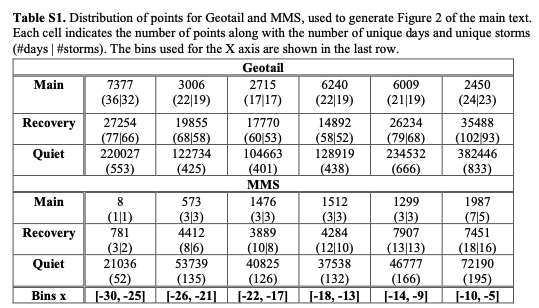 Table S1. Distribution of points for Geotail and MMS, used to generate Figure 2 of the main text.
Each cell indicates the number of points along with the number of unique days and unique storms
(#days | #storms). The bins used for the X axis are shown in the last row.
Geotail
Main 7377 3006 2715 6240 6009 2450
(36|32) (22|19) (17|17) (22|19) (21|19) (24|23)
Recovery 27254 19855 17770 14892 26234 35488
(77|66) (68|58) (60|53) (58|52) (79|68) (102|93)
Quiet 220027 122734 104663 128919 234532 382446
(553) (425) (401) (438) (666) (833)
MMS
Main 8 573 1476 1512 1299 1987
(1|1) (3|3) (3|3) (3|3) (3|3) (7|5)
Recovery 781 4412 3889 4284 7907 7451
(3|2) (8|6) (10|8) (12|10) (13|13) (18|16)
Quiet 21036 53739 40825 37538 46777 72190
(52) (135) (126) (132) (166) (195)
Bins x [-30, -25] [-26, -21] [-22, -17] [-18, -13] [-14, -9] [-10, -5]